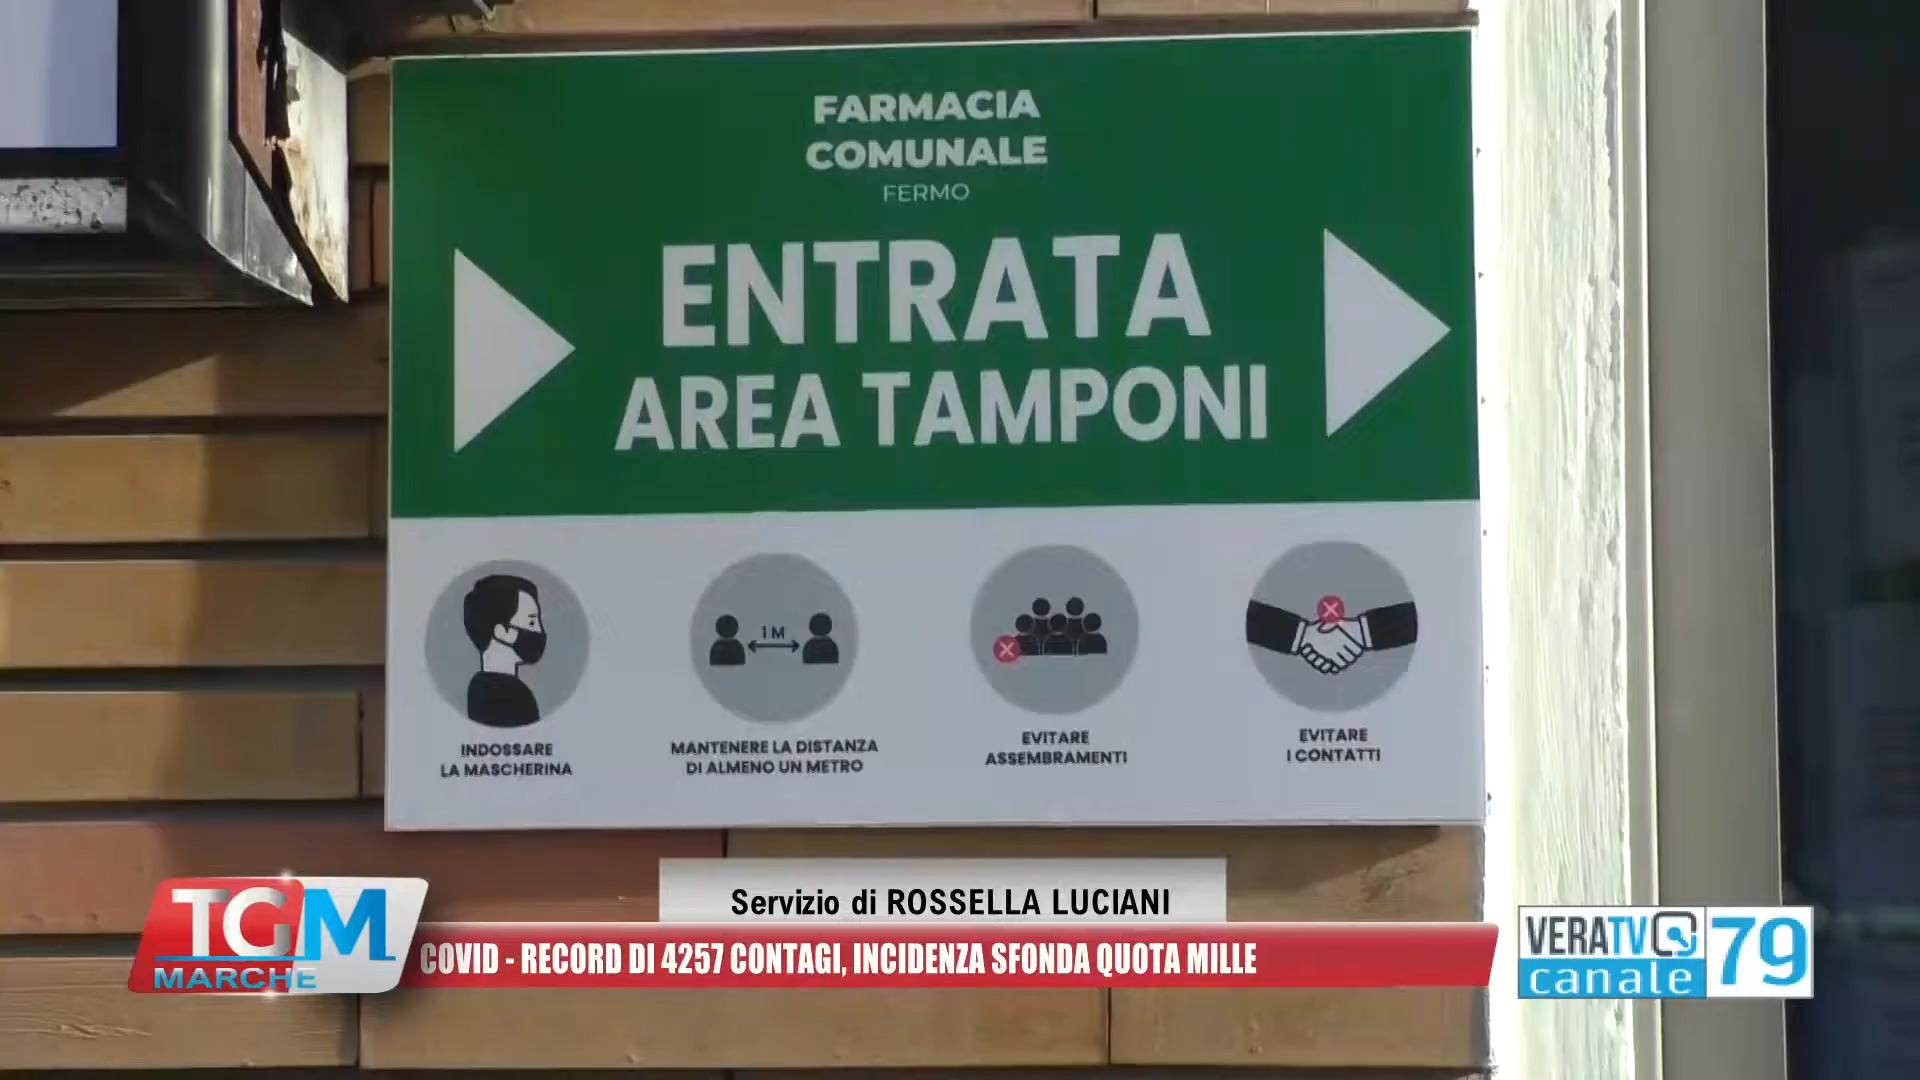 FARMACIA
COMUNALE
FERMO
ENTRATA
AREA TAMPONI
1 M
INDOSSARE
LA MASCHERINA
MANTENERE LA DISTANZA
DI ALMENO UN METRO
EVITARE
ASSEMBRAMENTI
EVITARE
I CONTATTI
Servizio di ROSSELLA LUCIANI
TGM
MARCHE
COVID - RECORD DI 4257 CONTAGI, INCIDENZA SFONDA QUOTA MILLE
VERATV
canale
79